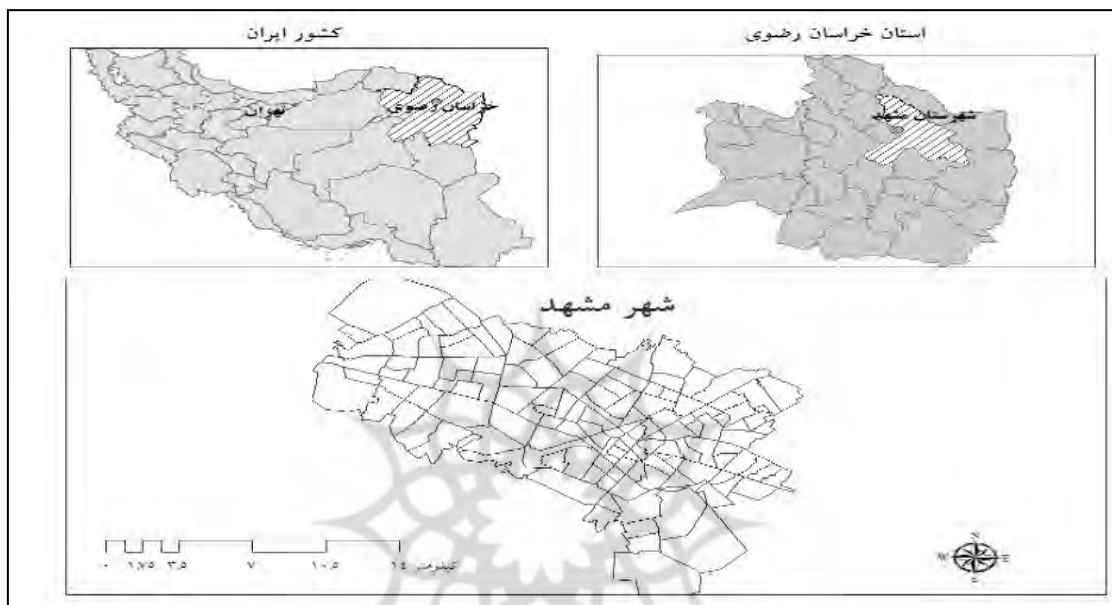 کشور ایران
استان خراسان رضوی
تهران
خراسان رضوی
شهرستان مشهد
شهر مشهد
۰ ۱٫۷۵ ۳٫۵ ۷ ۱۰٫۵ ۱۴
کیلومتر
W E